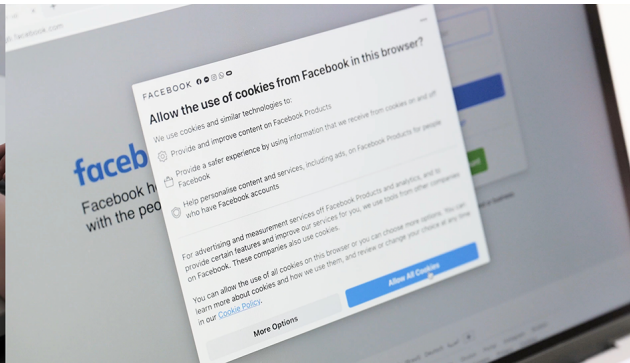 facebook.com
FACEBOOK
Allow the use of cookies from Facebook in this browser?
We use cookies and similar technologies to:
Provide and improve content on Facebook Products
Provide a safer experience by using information that we receive from cookies on and off
Facebook
Help personalise content and services, including ads, on Facebook Products for people
who have Facebook accounts
For advertising and measurement services off Facebook Products and analytics, and to
provide certain features and improve our services for you, we use tools from other companies
on Facebook. These companies also use cookies.
You can allow the use of all cookies on this browser or you can choose more options. You can
learn more about cookies and how we use them, and review or change your choice at any time
in our Cookie Policy.
More Options
Allow All Cookies
faceb
Facebook h
with the peo